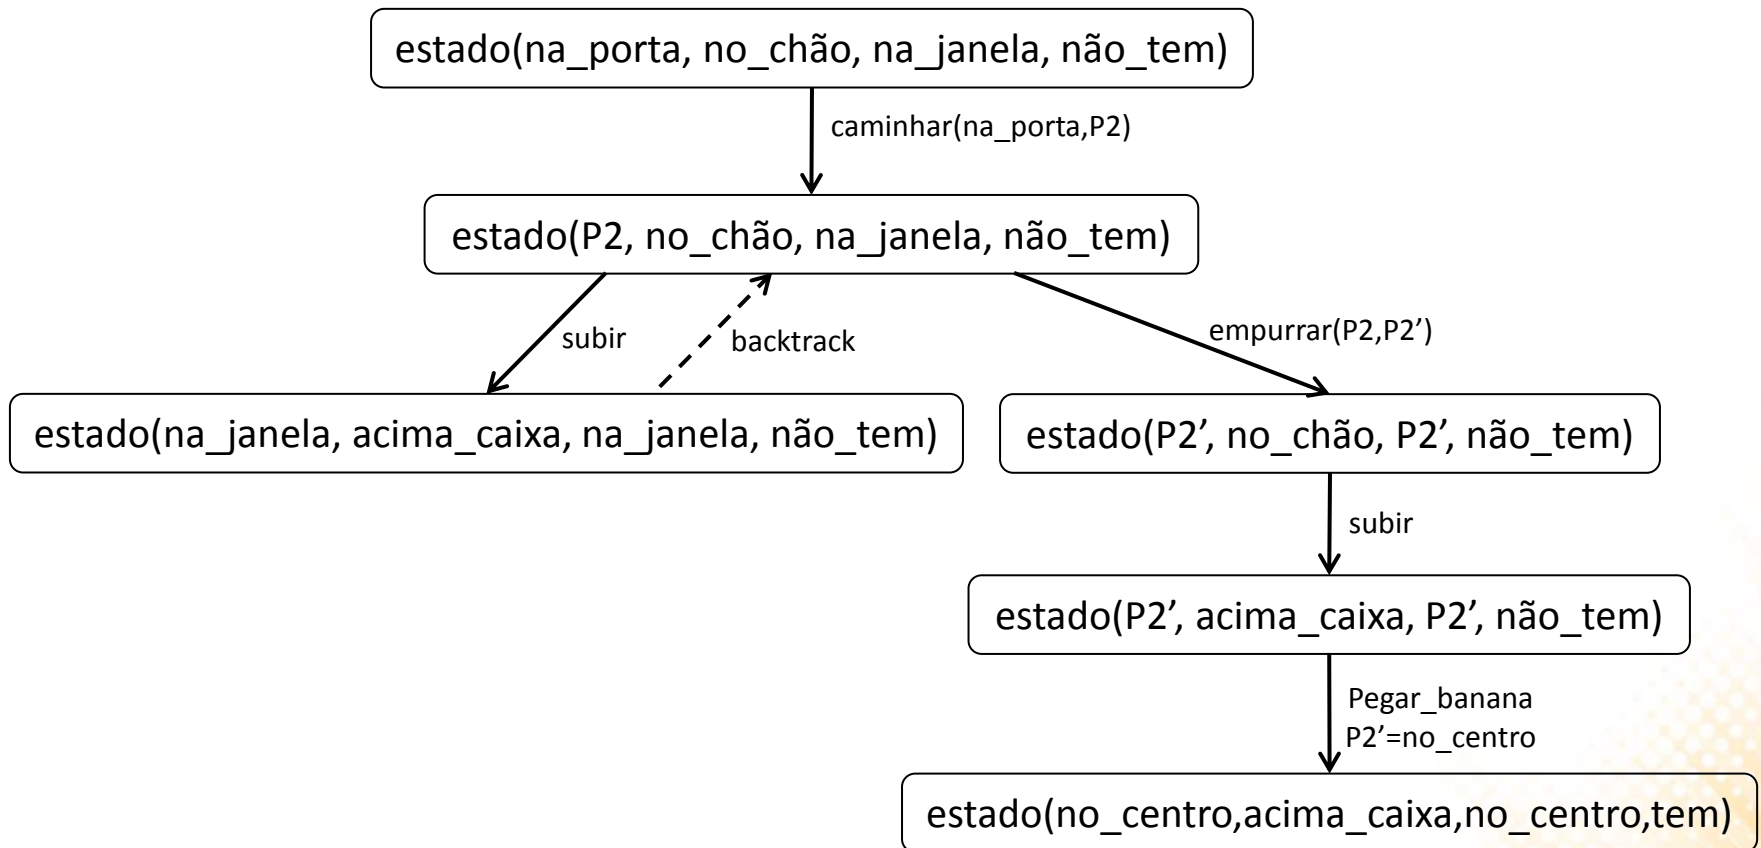 estado(na_porta, no_chão, na_janela, não_tem)
caminhar(na_porta,P2)
estado(P2, no_chão, na_janela, não_tem)
subir
backtrack
empurrar(P2,P2’)
estado(na_janela, acima_caixa, na_janela, não_tem)
estado(P2’, no_chão, P2’, não_tem)
subir
estado(P2’, acima_caixa, P2’, não_tem)
Pegar_banana
P2’=no_centro
estado(no_centro,acima_caixa,no_centro,tem)